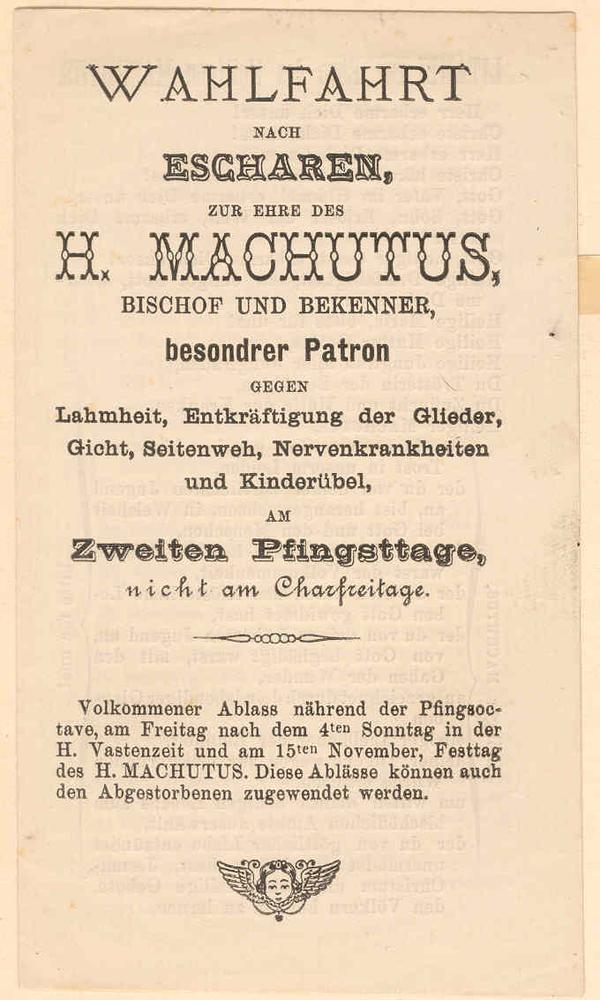 WAHLFAHRT
NACH
ESCHAREN,
ZUR EHRE DES
H. MACHUTUS,
BISCHOF UND BEKENNER,
besondrer Patron
GEGEN
Lahmheit, Entkräftigung der Glieder,
Gicht, Seitenweh, Nervenkrankheiten
und Kinderübel,
AM
Zweiten Pfingsttage,
nicht am Charfreitage.
Volkommener Ablass nährend der Pfingsoc-
tave, am Freitag nach dem 4ten Sonntag in der
H. Vastenzeit und am 15ten November, Festtag
des H. MACHUTUS. Diese Ablässe können auch
den Abgestorbenen zugewendet werden.